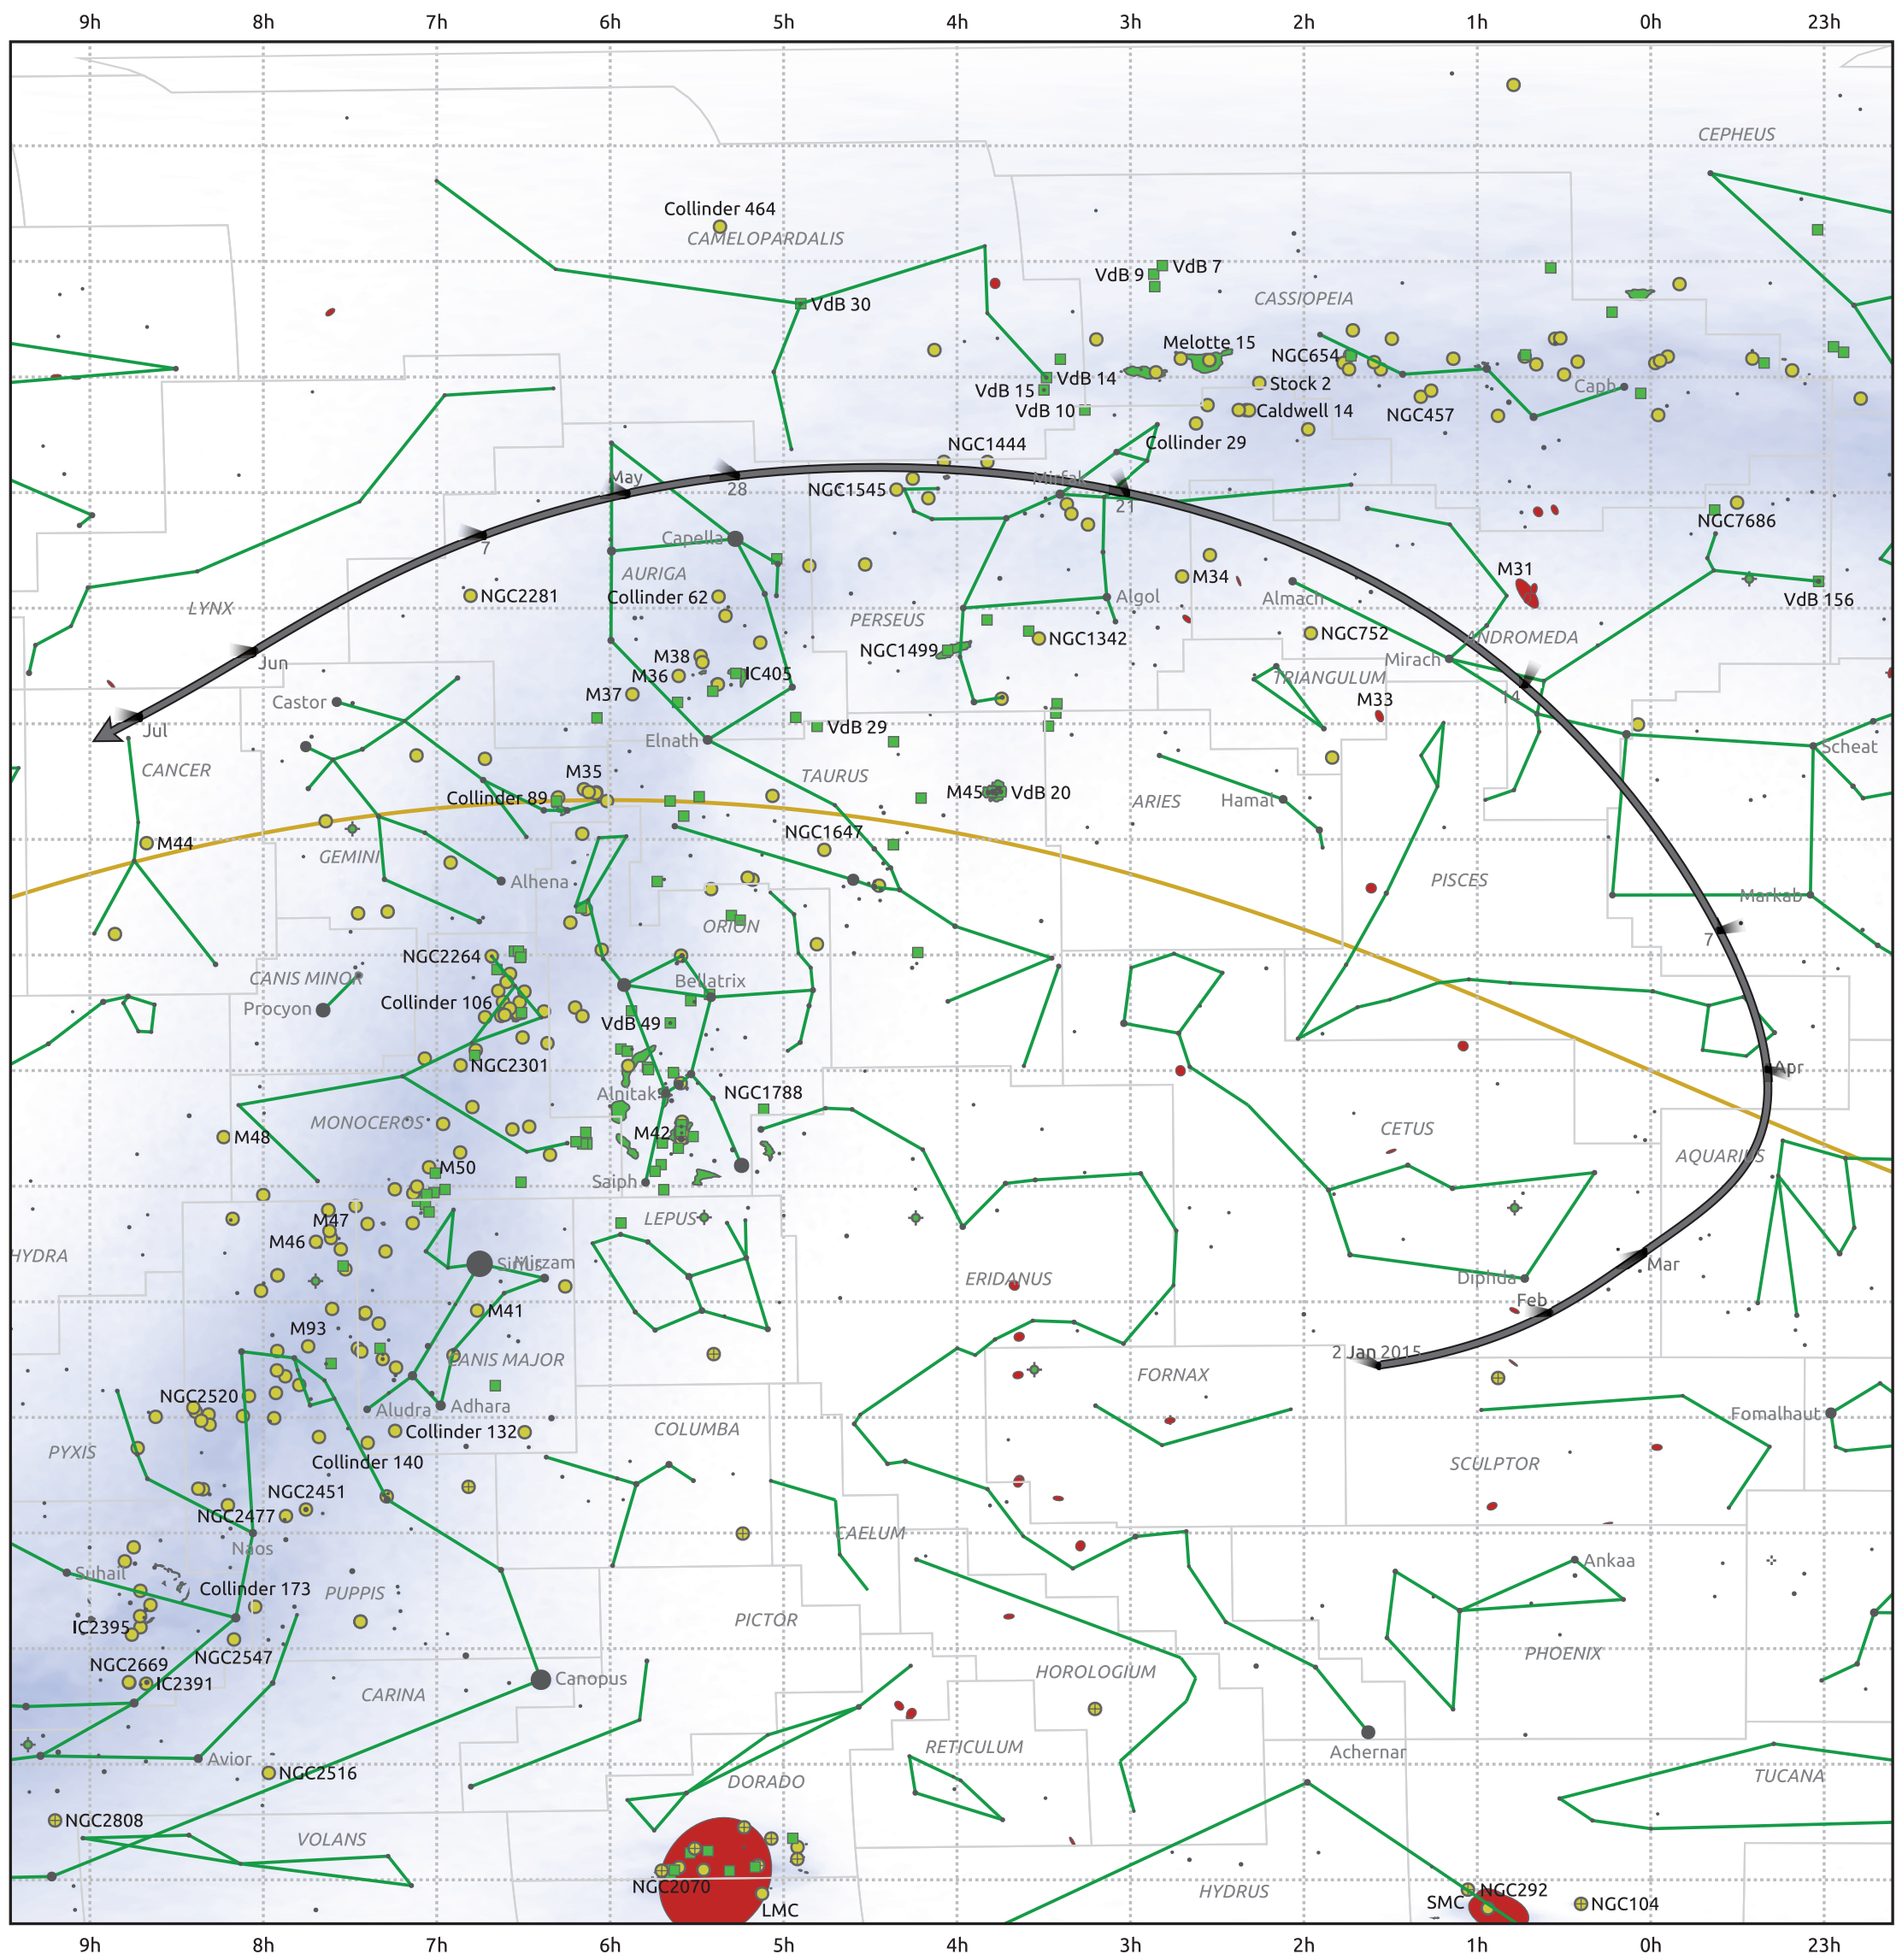 9h 8h 7h 6h 5h 4h 3h 2h 1h 0h 23h
CEPHEUS
Collinder 464
CAMELOPARDALIS
VdB 9 VdB 7
CASSIOPEIA
VdB 30
Melotte 15
NGC654
VdB 14
VdB 15
Stock 2
Caph
VdB 10
Caldwell 14
NGC457
NGC1444
Collinder 29
May
Mirfak
28
NGC1545
21
NGC7686
Capella
7
AURIGA
M34
M31
NGC2281
Collinder 62
Algol
Almach
VdB 156
LYNX
PERSEUS
NGC1342
NGC752
ANDROMEDA
NGC1499
M38
Mirach
Jun
M36
IC405
TRIANGULUM
M37
14
Castor
M33
Jul
VdB 29
Elnath
Scheat
CANCER
M35
TAURUS
Collinder 89
M45 VdB 20
ARIES
Hamal
NGC1647
M44
GEMINI
Alhena
PISCES
Markab
ORION
7
NGC2264
CANIS MINOR
Bellatrix
Collinder 106
Procyon
VdB 49
NGC2301
Apr
Alnitak
NGC1788
MONOCEROS
M48
M42
CETUS
AQUARIUS
M50
Saiph
M47
LEPUS
M46
HYDRA
Sirius
Mirzam
Mar
ERIDANUS
Diphda
M41
Feb
M93
CANIS MAJOR
2 Jan 2015
FORNAX
NGC2520
Aludra
Adhara
Fomalhaut
Collinder 132
COLUMBA
PYXIS
Collinder 140
SCULPTOR
NGC2451
NGC2477
CAELUM
Naos
Ankaa
Suhail
Collinder 173
PUPPIS
PICTOR
IC2395
NGC2547
PHOENIX
NGC2669
IC2391
HOROLOGIUM
Canopus
CARINA
RETICULUM
Achernar
Avior
NGC2516
DORADO
TUCANA
NGC2808
VOLANS
NGC2070
HYDRUS
NGC292
SMC
NGC104
LMC
9h 8h 7h 6h 5h 4h 3h 2h 1h 0h 23h